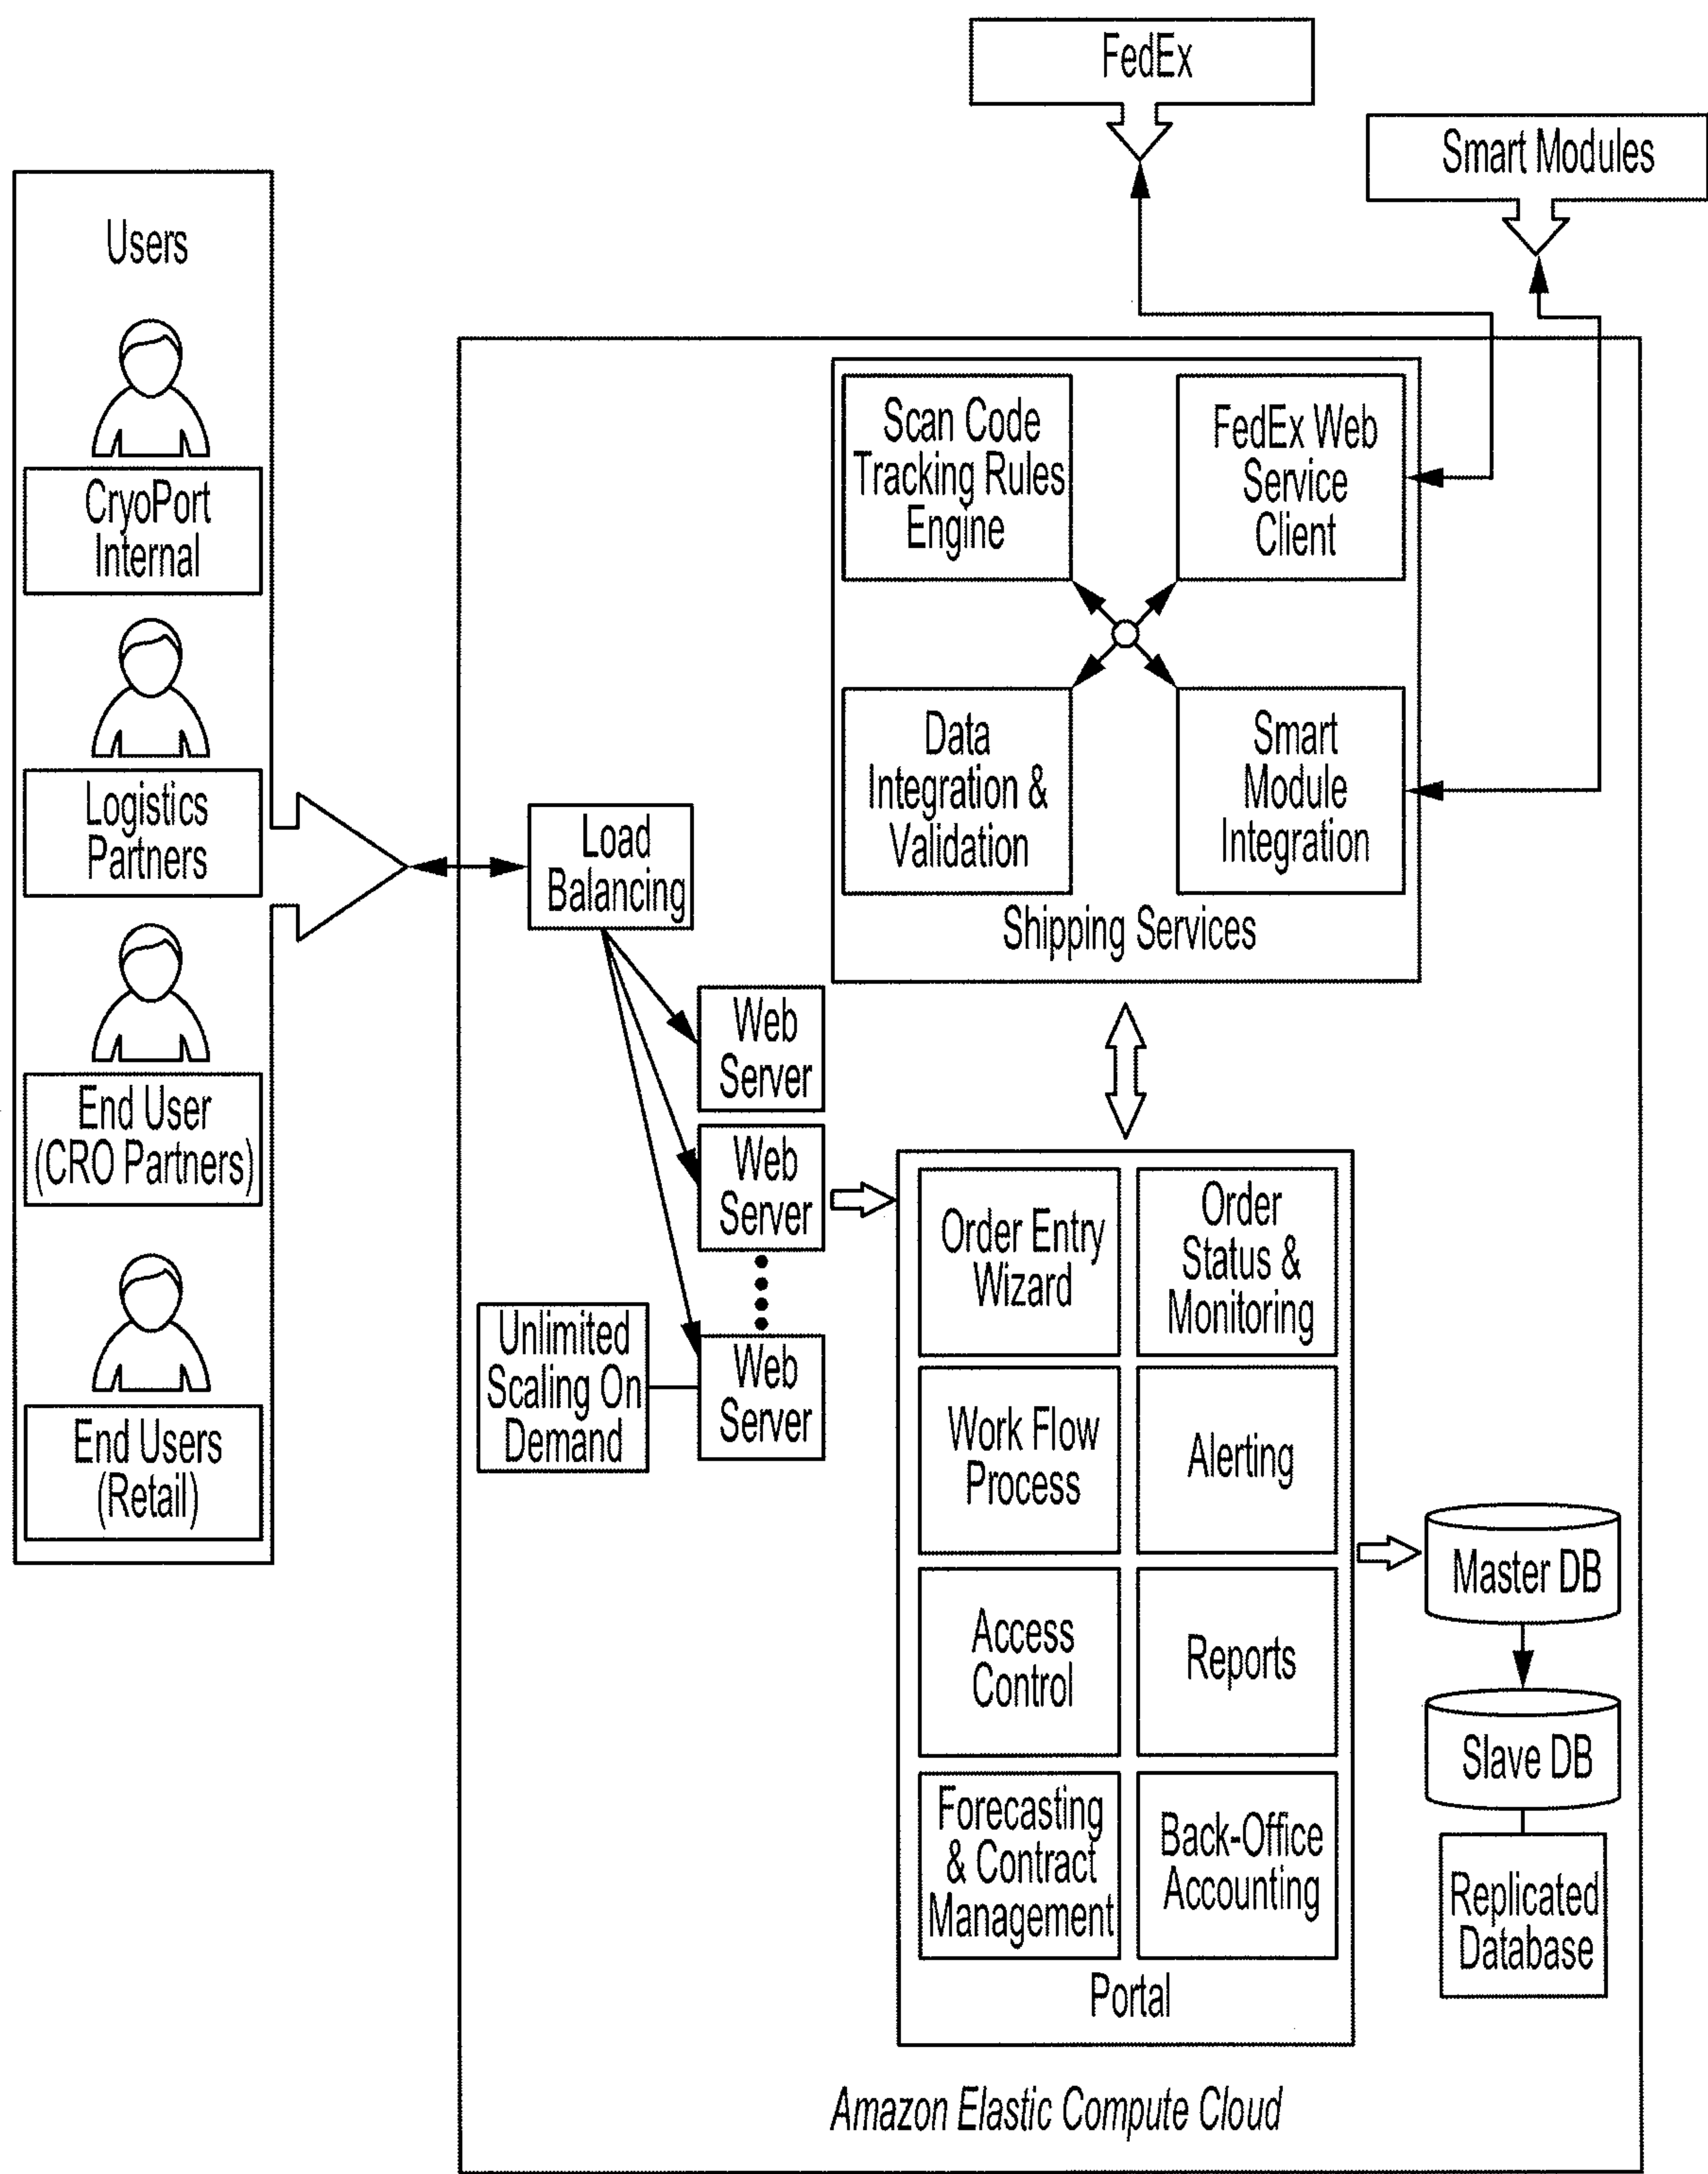 FedEx
Smart Modules
Users
CryoPort
Internal
Logistics
Partners
End User
(CRO Partners)
End Users
(Retail)
Scan Code
Tracking Rules
Engine
FedEx Web
Service
Client
Data
Integration &
Validation
Smart
Module
Integration
Shipping Services
Load
Balancing
Web
Server
Web
Server
Web
Server
Unlimited
Scaling On
Demand
Order Entry
Wizard
Order
Status &
Monitoring
Work Flow
Process
Alerting
Access
Control
Reports
Forecasting
& Contract
Management
Back-Office
Accounting
Portal
Master DB
Slave DB
Replicated
Database
Amazon Elastic Compute Cloud